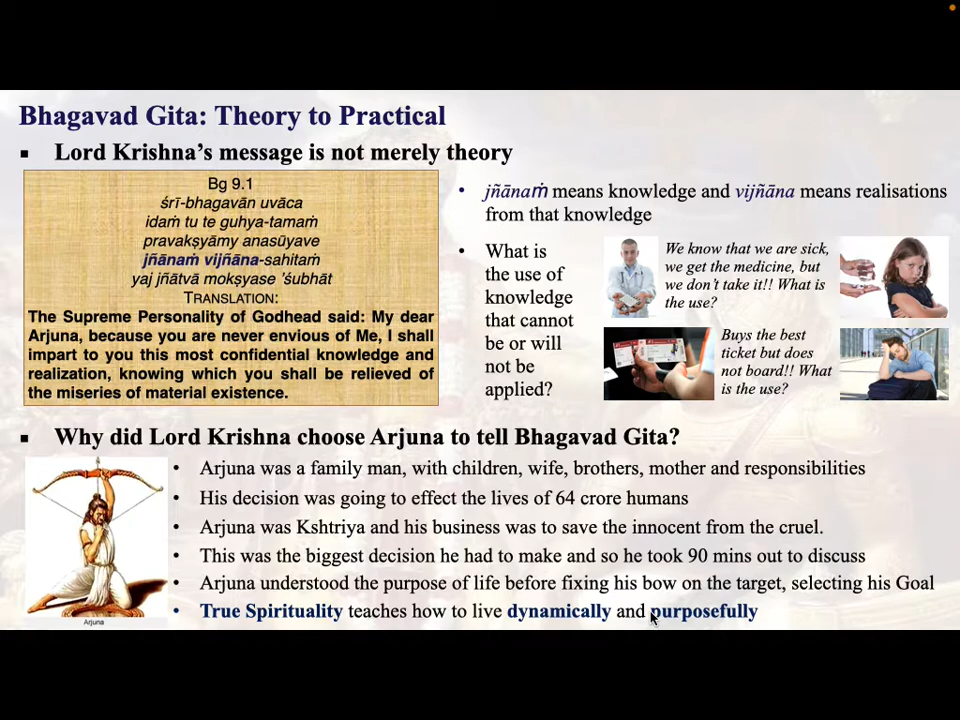 Bhagavad Gita: Theory to Practical
▪ Lord Krishna's message is not merely theory
Bg 9.1
śrī-bhagavān uvāca
idaṁ tu te guhya-tamaṁ
pravakṣyāmy anasūyave
jñānaṁ vijñāna-sahitaṁ
yaj jñātvā mokṣyase 'śubhāt
TRANSLATION:
The Supreme Personality of Godhead said: My dear
Arjuna, because you are never envious of Me, I shall
impart to you this most confidential knowledge and
realization, knowing which you shall be relieved of
the miseries of material existence.
• jñānaṁ means knowledge and vijñāna means realisations
from that knowledge
• What is
the use of
knowledge
that cannot
be or will
not be
applied?
We know that we are sick,
we get the medicine, but
we don't take it!! What is
the use?
Buys the best
ticket but does
not board!! What
is the use?
▪ Why did Lord Krishna choose Arjuna to tell Bhagavad Gita?
• Arjuna was a family man, with children, wife, brothers, mother and responsibilities
• His decision was going to effect the lives of 64 crore humans
• Arjuna was Kshtriya and his business was to save the innocent from the cruel.
• This was the biggest decision he had to make and so he took 90 mins out to discuss
• Arjuna understood the purpose of life before fixing his bow on the target, selecting his Goal
• True Spirituality teaches how to live dynamically and purposefully
Arjuna